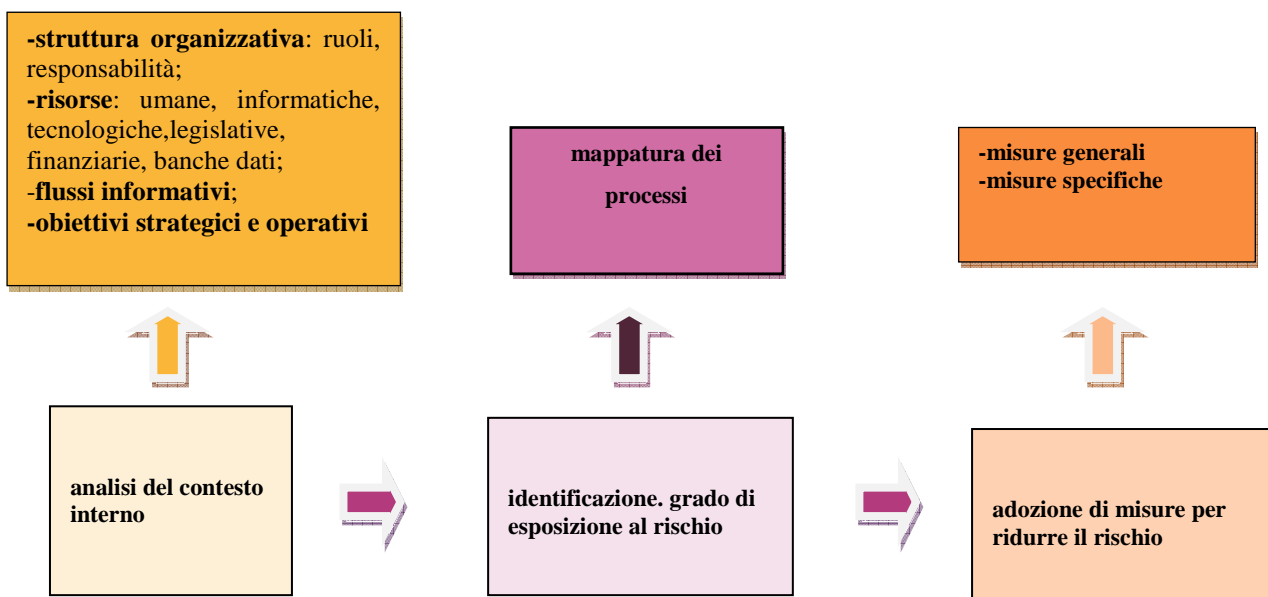 -struttura organizzativa: ruoli,
responsabilità;
-risorse: umane, informatiche,
tecnologiche,legislative,
finanziarie, banche dati;
-flussi informativi;
-obiettivi strategici e operativi
mappatura dei
processi
-misure generali
-misure specifiche
analisi del contesto
interno
identificazione. grado di
esposizione al rischio
adozione di misure per
ridurre il rischio